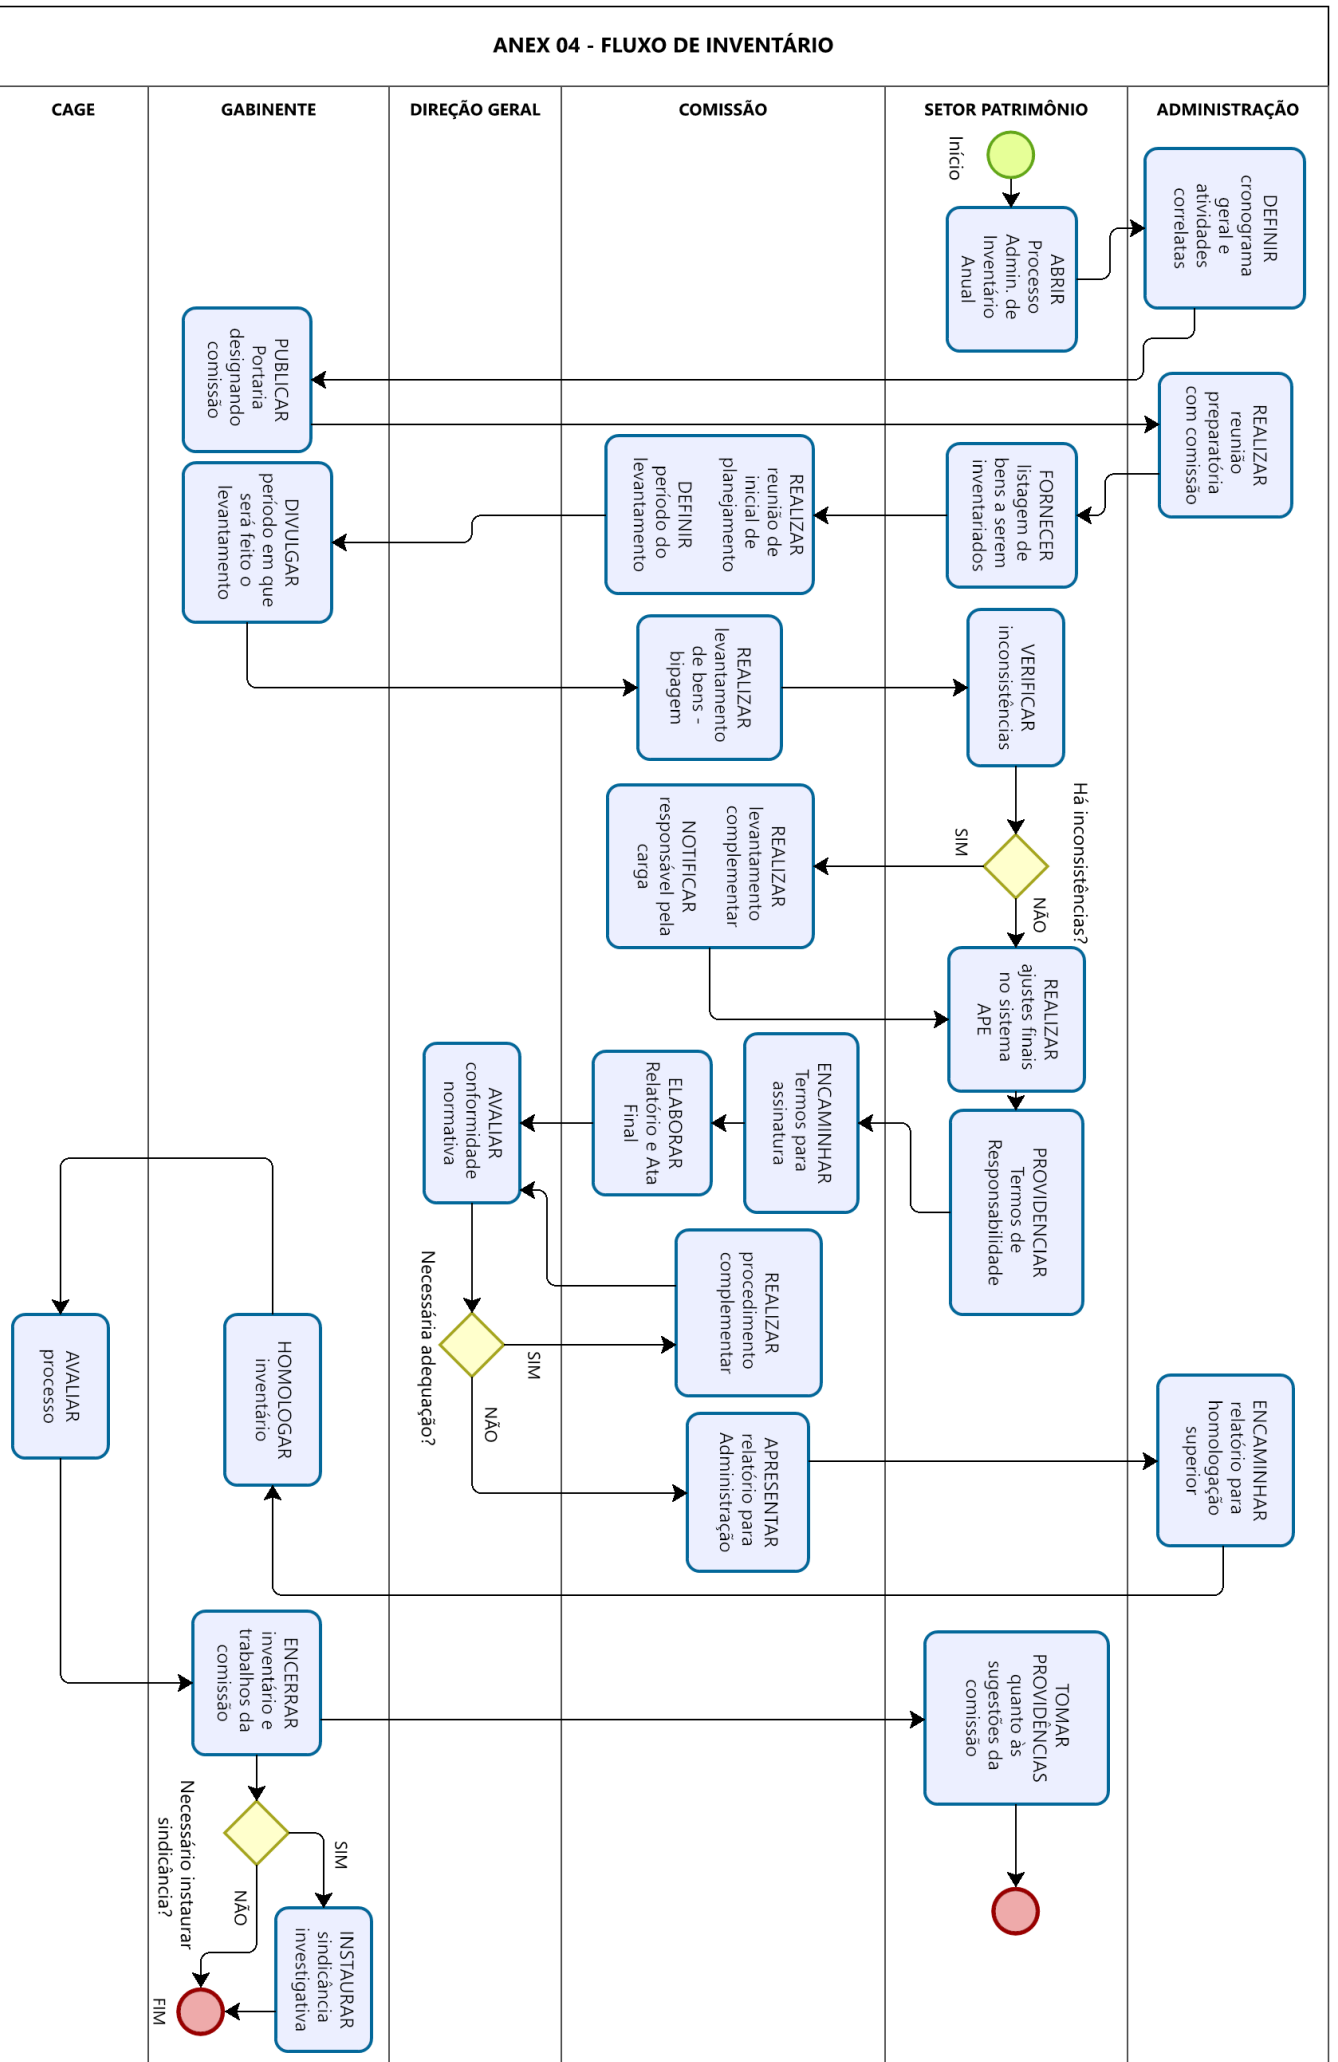 ANEX 04 - FLUXO DE INVENTÁRIO
CAGE
GABINENTE
DIREÇÃO GERAL
COMISSÃO
SETOR PATRIMÔNIO
ADMINISTRAÇÃO
Início
ABRIR
Processo
Admin. de
Inventário
Anual
DEFINIR
cronograma
geral e
atividades
correlatas
PUBLICAR
Portaria
designando
comissão
REALIZAR
reunião
preparatória
com comissão
FORNECER
listagem de
bens a serem
inventariados
REALIZAR
reunião de
inicial de
planejamento
DEFINIR
período do
levantamento
DIVULGAR
período em que
será feito o
levantamento
REALIZAR
levantamento
de bens -
bipagem
VERIFICAR
inconsistências
Há inconsistências?
SIM
NÃO
REALIZAR
levantamento
complementar
NOTIFICAR
responsável pela
carga
REALIZAR
ajustes finais
no sistema
APE
PROVIDENCIAR
Termos de
Responsabilidade
ENCAMINHAR
Termos para
assinatura
ELABORAR
Relatório e Ata
Final
AVALIAR
conformidade
normativa
Necessária adequação?
SIM
NÃO
REALIZAR
procedimento
complementar
APRESENTAR
relatório para
Administração
ENCAMINHAR
relatório para
homologação
superior
HOMOLOGAR
inventário
AVALIAR
processo
ENCERRAR
inventário e
trabalhos da
comissão
TOMAR
PROVIDÊNCIAS
quanto às
sugestões da
comissão
Necessário instaurar
sindicância?
SIM
NÃO
INSTAURAR
sindicância
investigativa
FIM